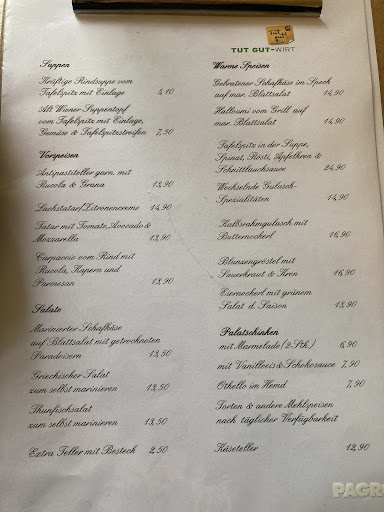 Tut gut!
TUT GUT-WIRT
Suppen
Kräftige Rindsuppe vom
Tafelspitz mit Einlage 4,10
Alt Wiener Suppentopf
vom Tafelspitz mit Einlage,
Gemüse & Tafelspitzstreifen 7,50
Vorspeisen
Antipastiteller garn. mit
Rucola & Grana 13,90
Lachstatar/Zitronencreme 14,90
Tatar mit Tomate, Avocado &
Mozzarella 13,90
Carpaccio vom Rind mit
Rucola, Kapern und
Parmesan 13,90
Salate
Marinierter Schafkäse
auf Blattsalat mit getrockneten
Paradeisern 13,50
Griechischer Salat
zum selbst marinieren 13,50
Thunfischsalat
zum selbst marinieren 13,50
Extra Teller mit Besteck 2,50
Warme Speisen
Gebratener Schafkäse im Speck
auf mar. Blattsalat 14,90
Halloumi vom Grill auf
mar. Blattsalat 14,90
Tafelspitz in der Suppe,
Spinat, Rösti, Apfelkren &
Schnittlauchsauce 24,90
Wechselnde Gulasch-
Spezialitäten 14,90
Kalbsrahmgulasch mit
Butternockerl 16,90
Blunzengröstel mit
Sauerkraut & Kren 16,90
Eiernockerl mit grünem
Salat d. Saison 13,90
Palatschinken
mit Marmelade (2 Stk.) 6,90
mit Vanilleeis & Schokosauce 7,90
Othello im Hemd 7,90
Torten & andere Mehlspeisen
nach täglicher Verfügbarkeit
Käseteller 12,90
PAGRO